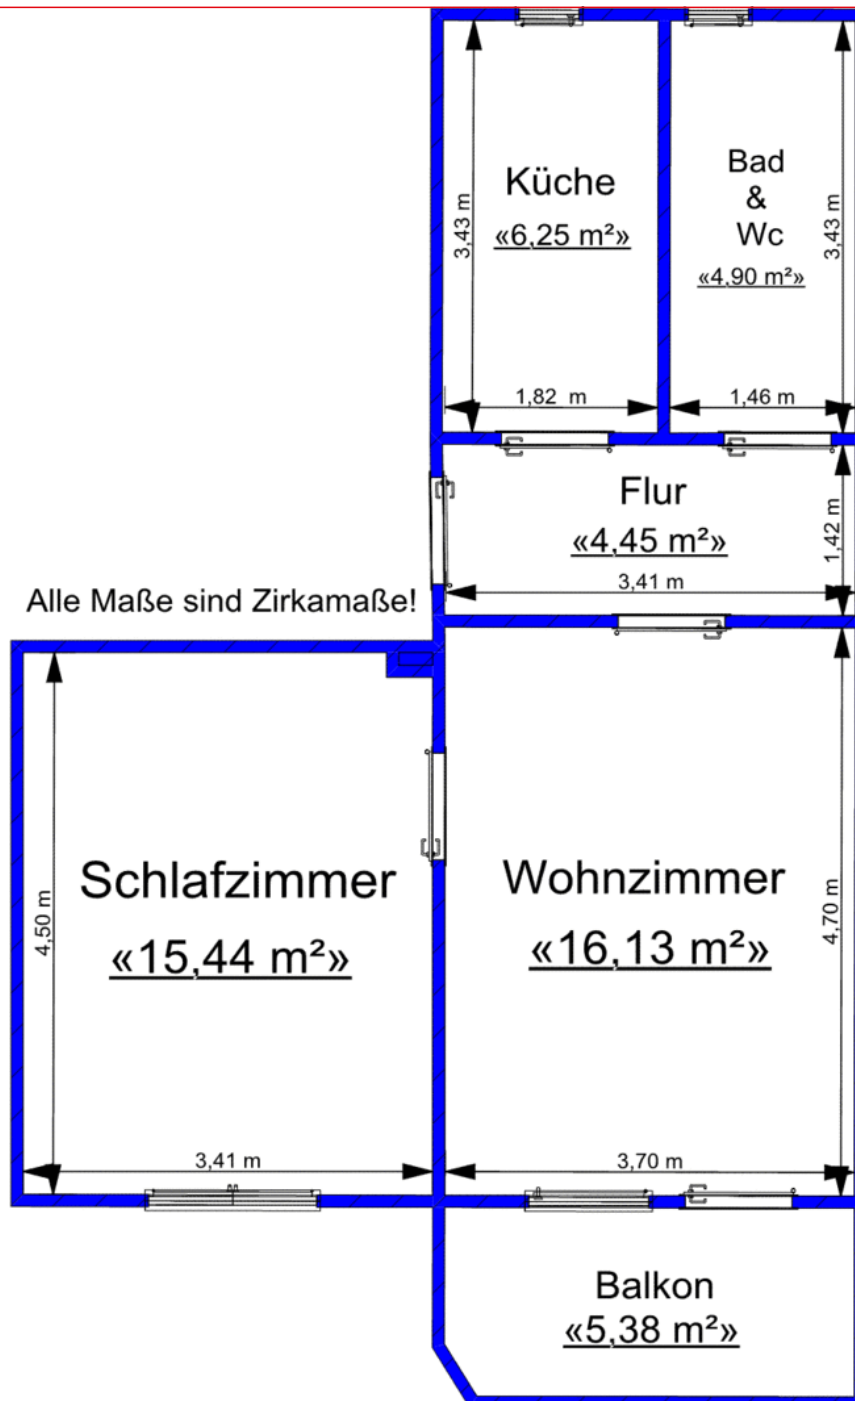 Küche
«6,25 m²»
3,43 m
1,82 m
Bad
&
Wc
«4.90 m²»
3,43 m
1,46 m
Flur
«4,45 m²»
3,41 m
1,42 m
Alle Maße sind Zirkamaße!
Schlafzimmer
«15,44 m²»
4,50 m
3,41 m
Wohnzimmer
«16,13 m²»
4,70 m
3,70 m
Balkon
«5,38 m²»